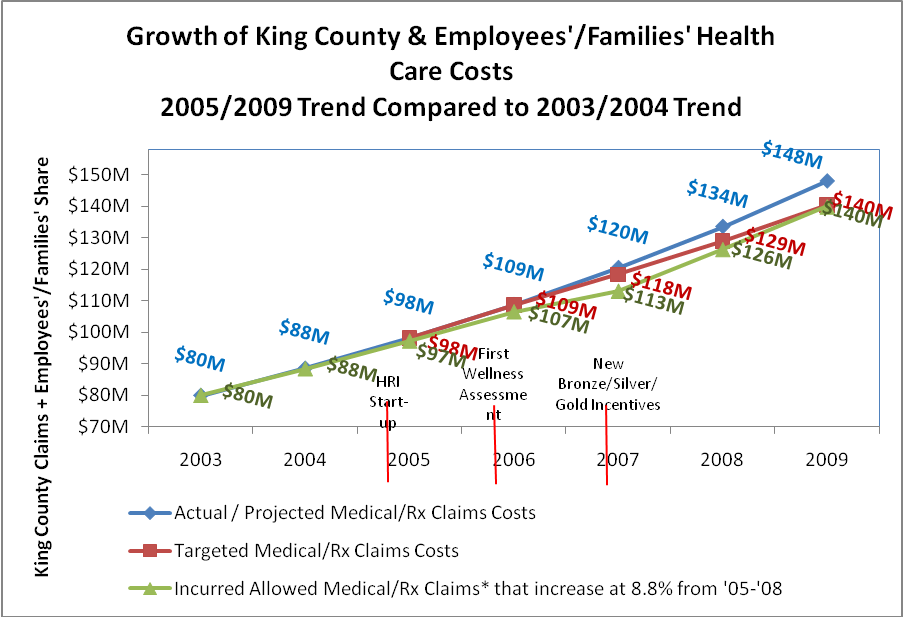 Growth of King County & Employees'/Families' Health
Care Costs
2005/2009 Trend Compared to 2003/2004 Trend
King County Claims + Employees'/Families' Share
$150M
$140M
$130M
$120M
$110M
$100M
$90M
$80M
$70M
$80M
$88M
$98M
$109M
$120M
$134M
$148M
$98M
$109M
$118M
$129M
$140M
$80M
$88M
$97M
$107M
$113M
$126M
$140M
HRI
Start-
up
First
Wellness
Assessme
nt
New
Bronze/Silver/
Gold Incentives
2003 2004 2005 2006 2007 2008 2009
Actual / Projected Medical/Rx Claims Costs
Targeted Medical/Rx Claims Costs
Incurred Allowed Medical/Rx Claims* that increase at 8.8% from '05-'08